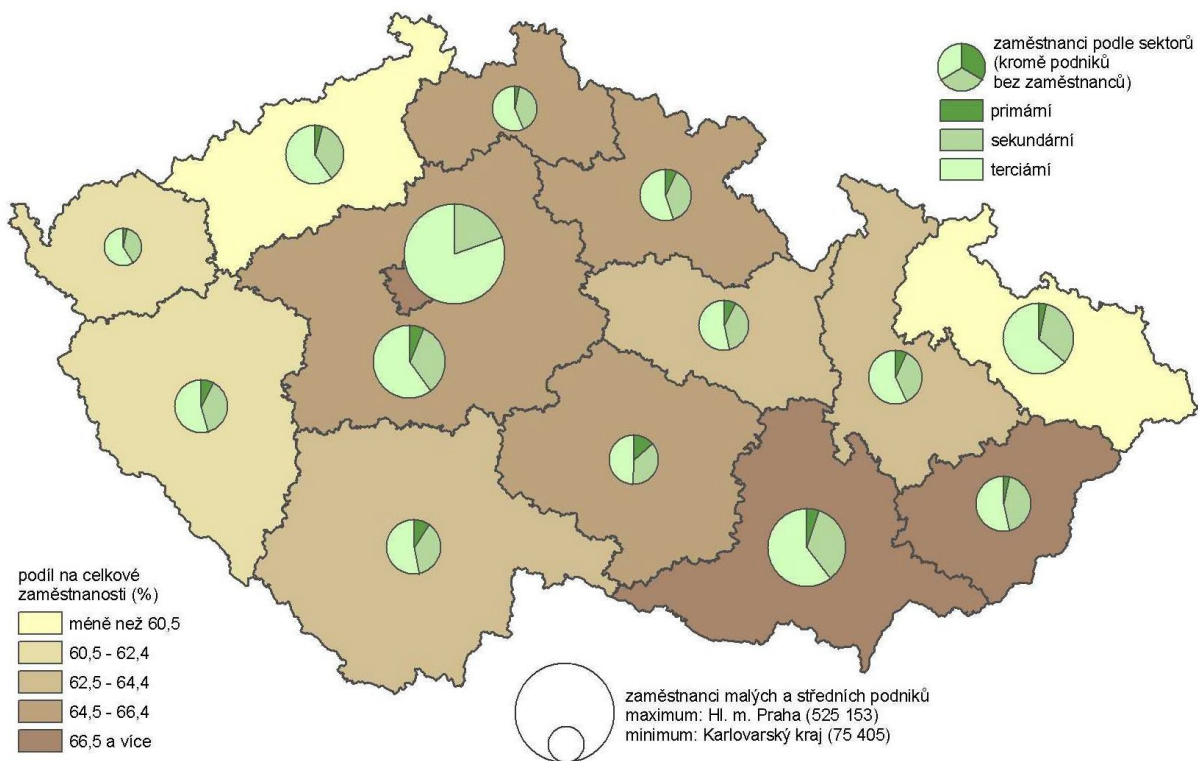 zaměstnanci podle sektorů
(kromě podniků
bez zaměstnanců)
primární
sekundární
terciární
podíl na celkové
zaměstnanosti (%)
méně než 60,5
60,5 - 62,4
62,5 - 64,4
64,5 - 66,4
66,5 a více
zaměstnanci malých a středních podniků
maximum: Hl. m. Praha (525 153)
minimum: Karlovarský kraj (75 405)